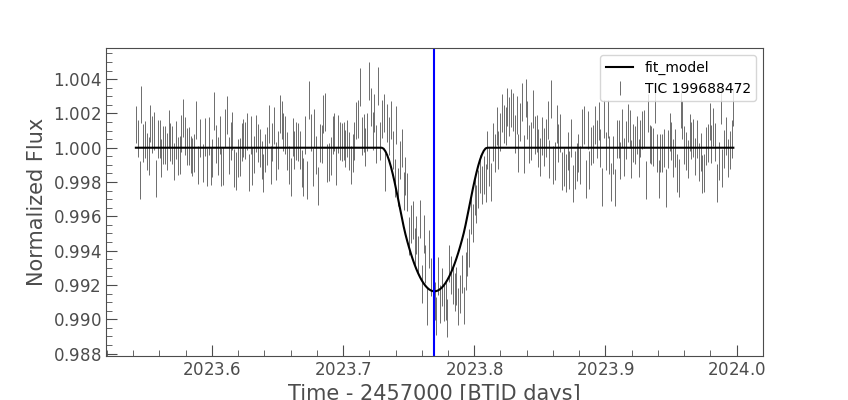 fit_model
TIC 199688472
Normalized Flux
1.004
1.002
1.000
0.998
0.996
0.994
0.992
0.990
0.988
2023.6 2023.7 2023.8 2023.9 2024.0
Time - 2457000 [BTJD days]